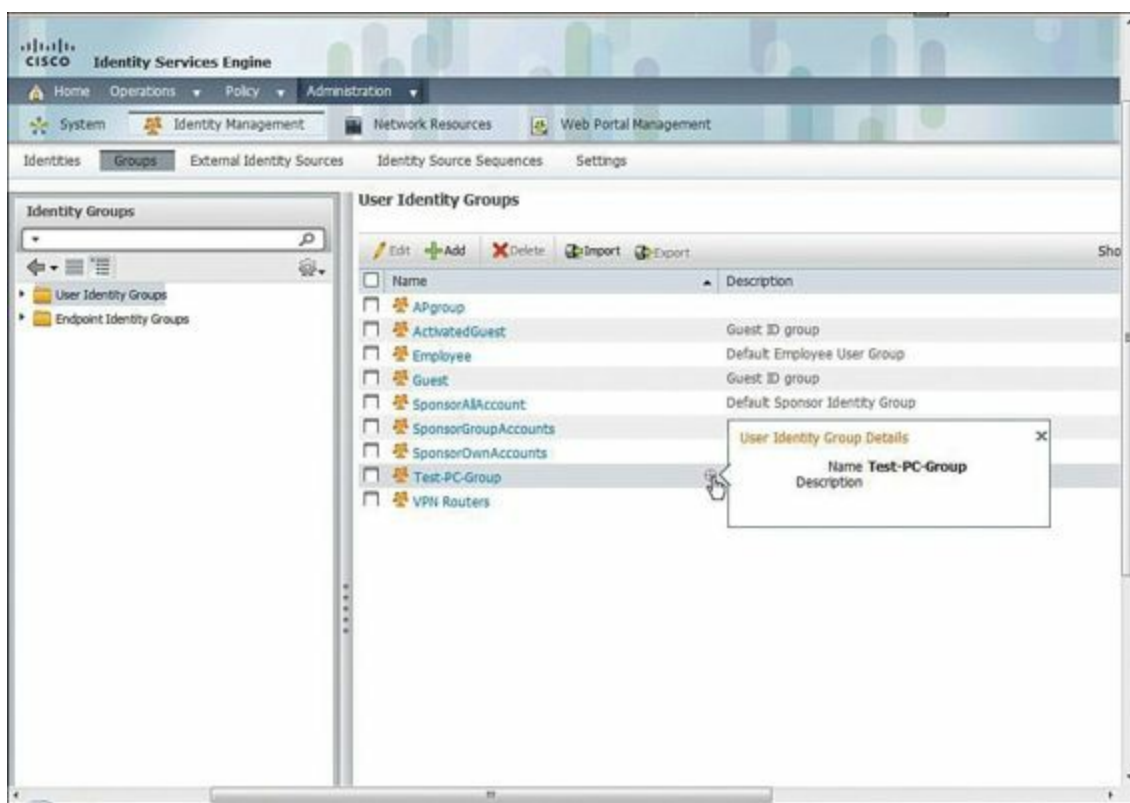 CISCO Identity Services Engine
Home Operations Policy Administration
System Identity Management Network Resources Web Portal Management
Identities Groups External Identity Sources Identity Source Sequences Settings
Identity Groups
User Identity Groups
Endpoint Identity Groups
User Identity Groups
Edit Add Delete Import Export Sho
Name Description
APgroup
ActivatedGuest Guest ID group
Employee Default Employee User Group
Guest Guest ID group
SponsorAllAccount Default Sponsor Identity Group
SponsorGroupAccounts
SponsorOwnAccounts
Test-PC-Group
VPN Routers
User Identity Group Details
Name Test-PC-Group
Description